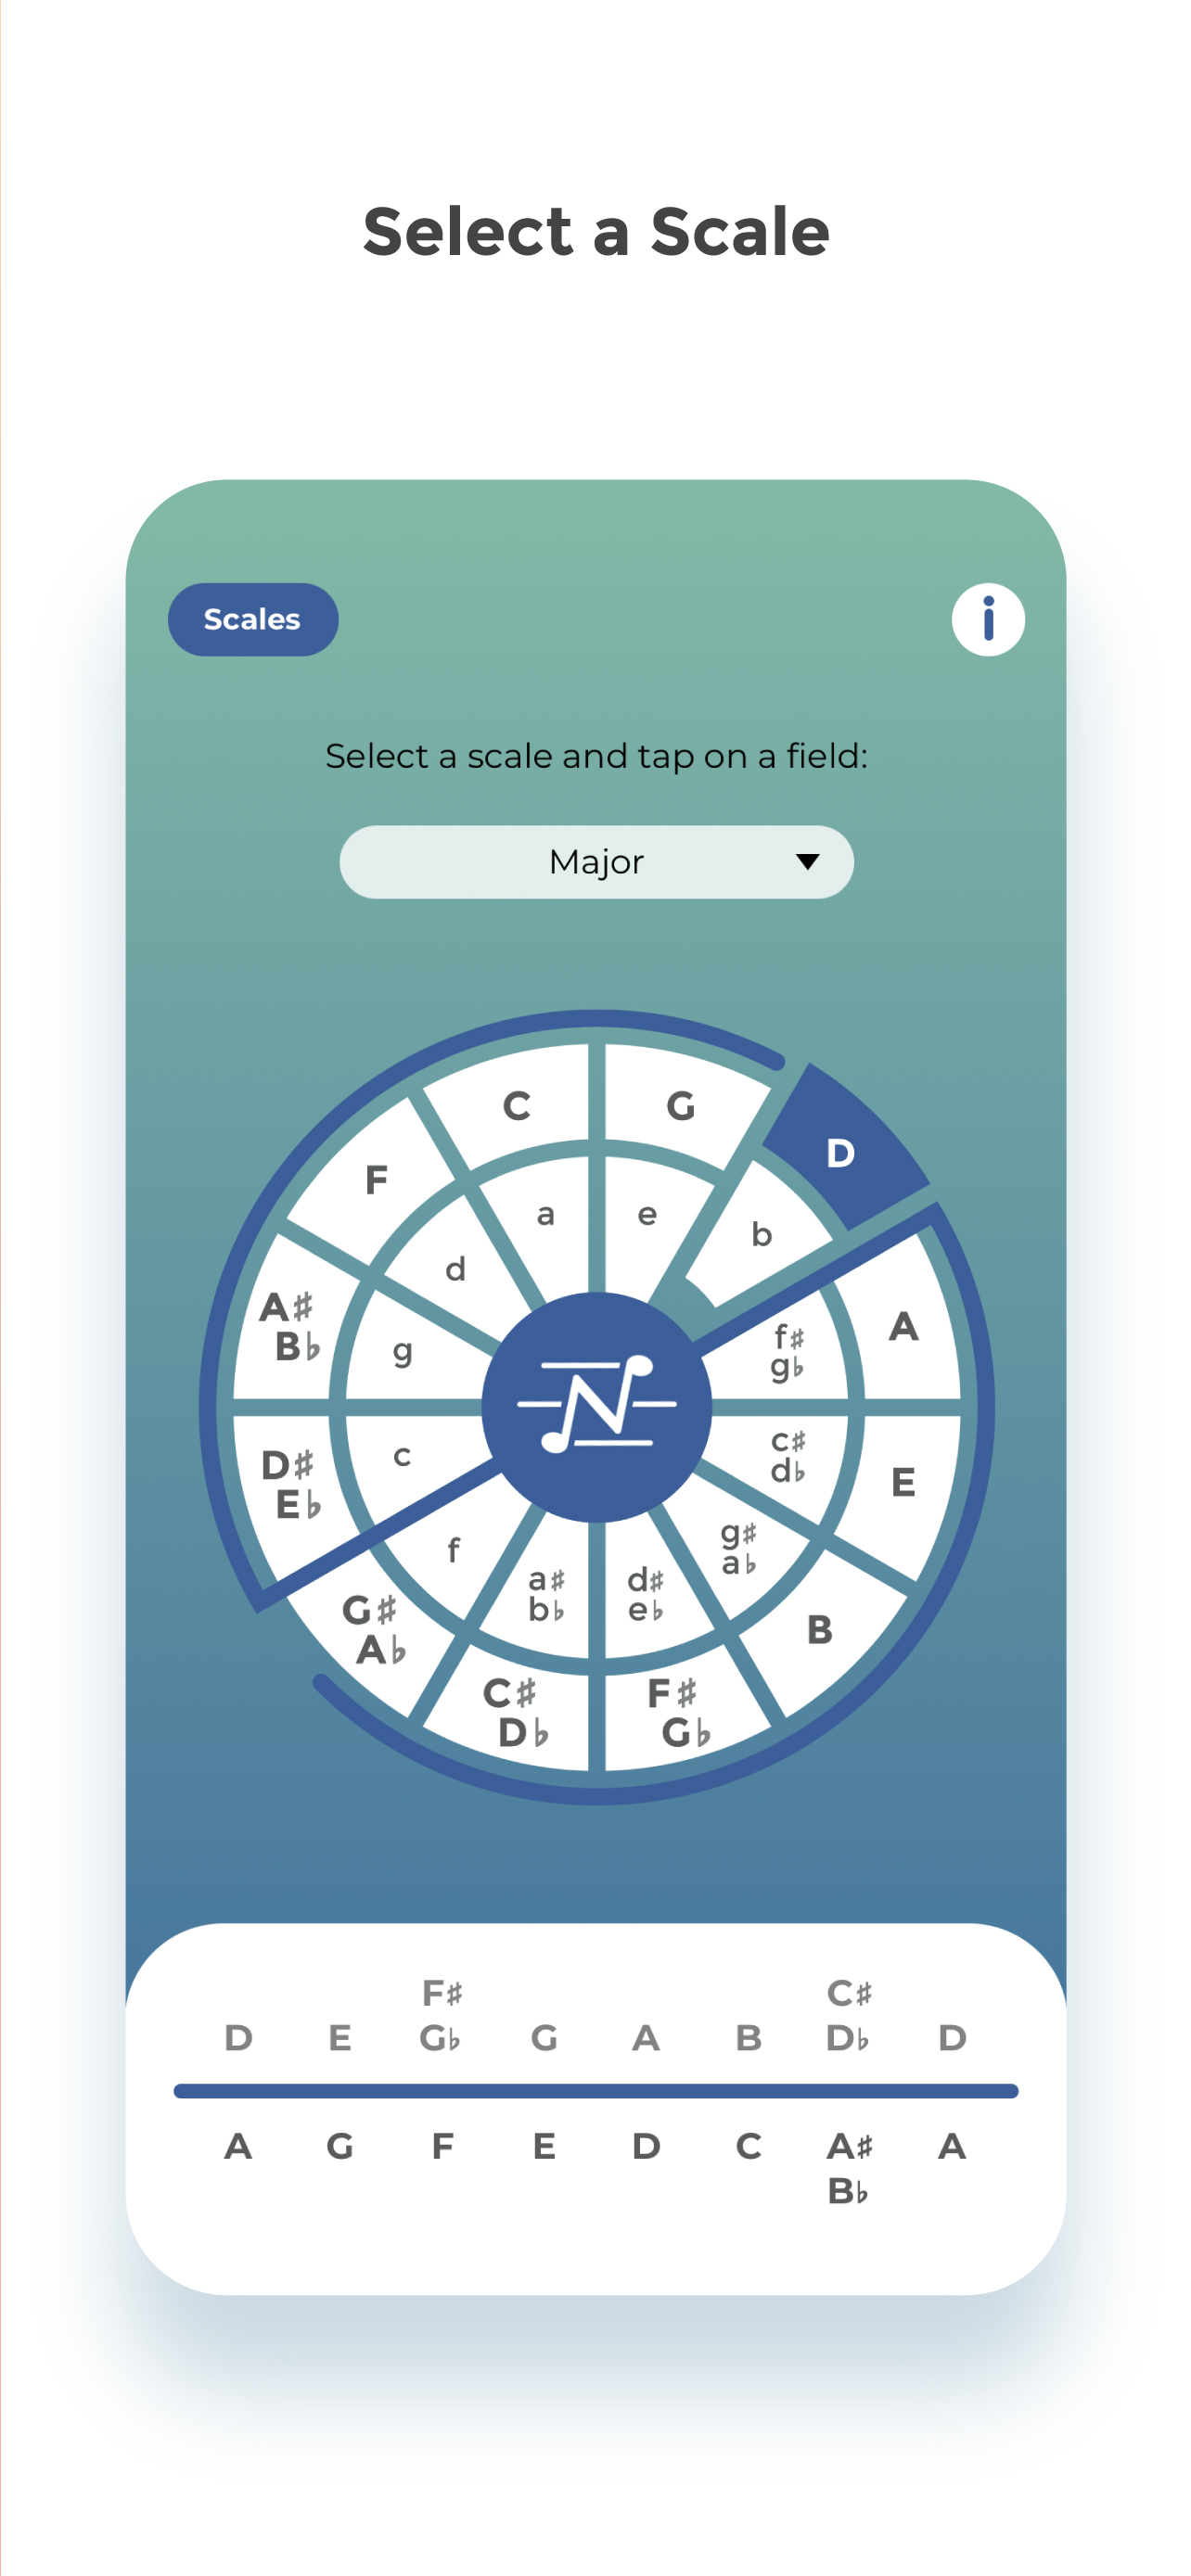 Select a Scale
Scales
i
Select a scale and tap on a field:
Major
C
G
D
F
a
e
b
d
A♯
B♭
g
f♯
g♭
A
D♯
E♭
c
c♯
d♭
E
f
g♯
a♭
a♯
b♭
d♯
e♭
G♯
A♭
B
C♯
D♭
F♯
G♭
F♯ C♯
D E G♭ G A B D♭ D
A G F E D C A♯ A
B♭